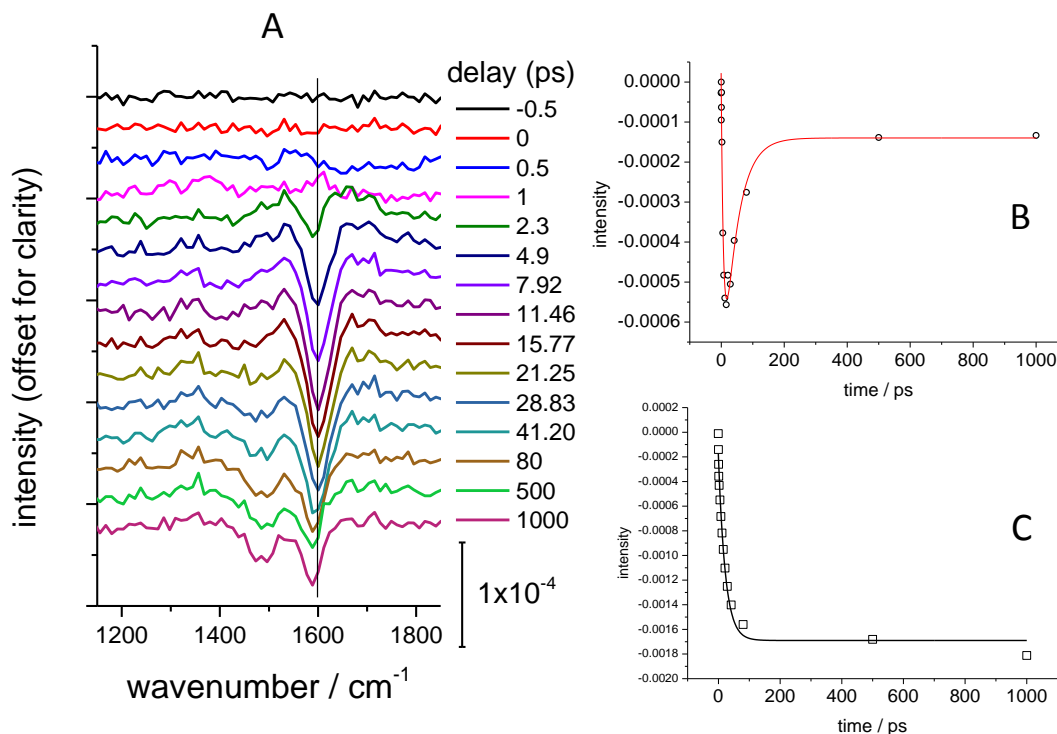 A
intensity (offset for clarity)
delay (ps)
-0.5
0
0.5
1
2.3
4.9
7.92
11.46
15.77
21.25
28.83
41.20
80
500
1000
1x10-4
1200 1400 1600 1800
wavenumber / cm-1
0.0000
-0.0001
-0.0002
-0.0003
-0.0004
-0.0005
-0.0006
intensity
B
0 200 400 600 800 1000
time / ps
0.0002
0.0000
-0.0002
-0.0004
-0.0006
-0.0008
-0.0010
-0.0012
-0.0014
-0.0016
-0.0018
-0.0020
intensity
C
0 200 400 600 800 1000
time / ps